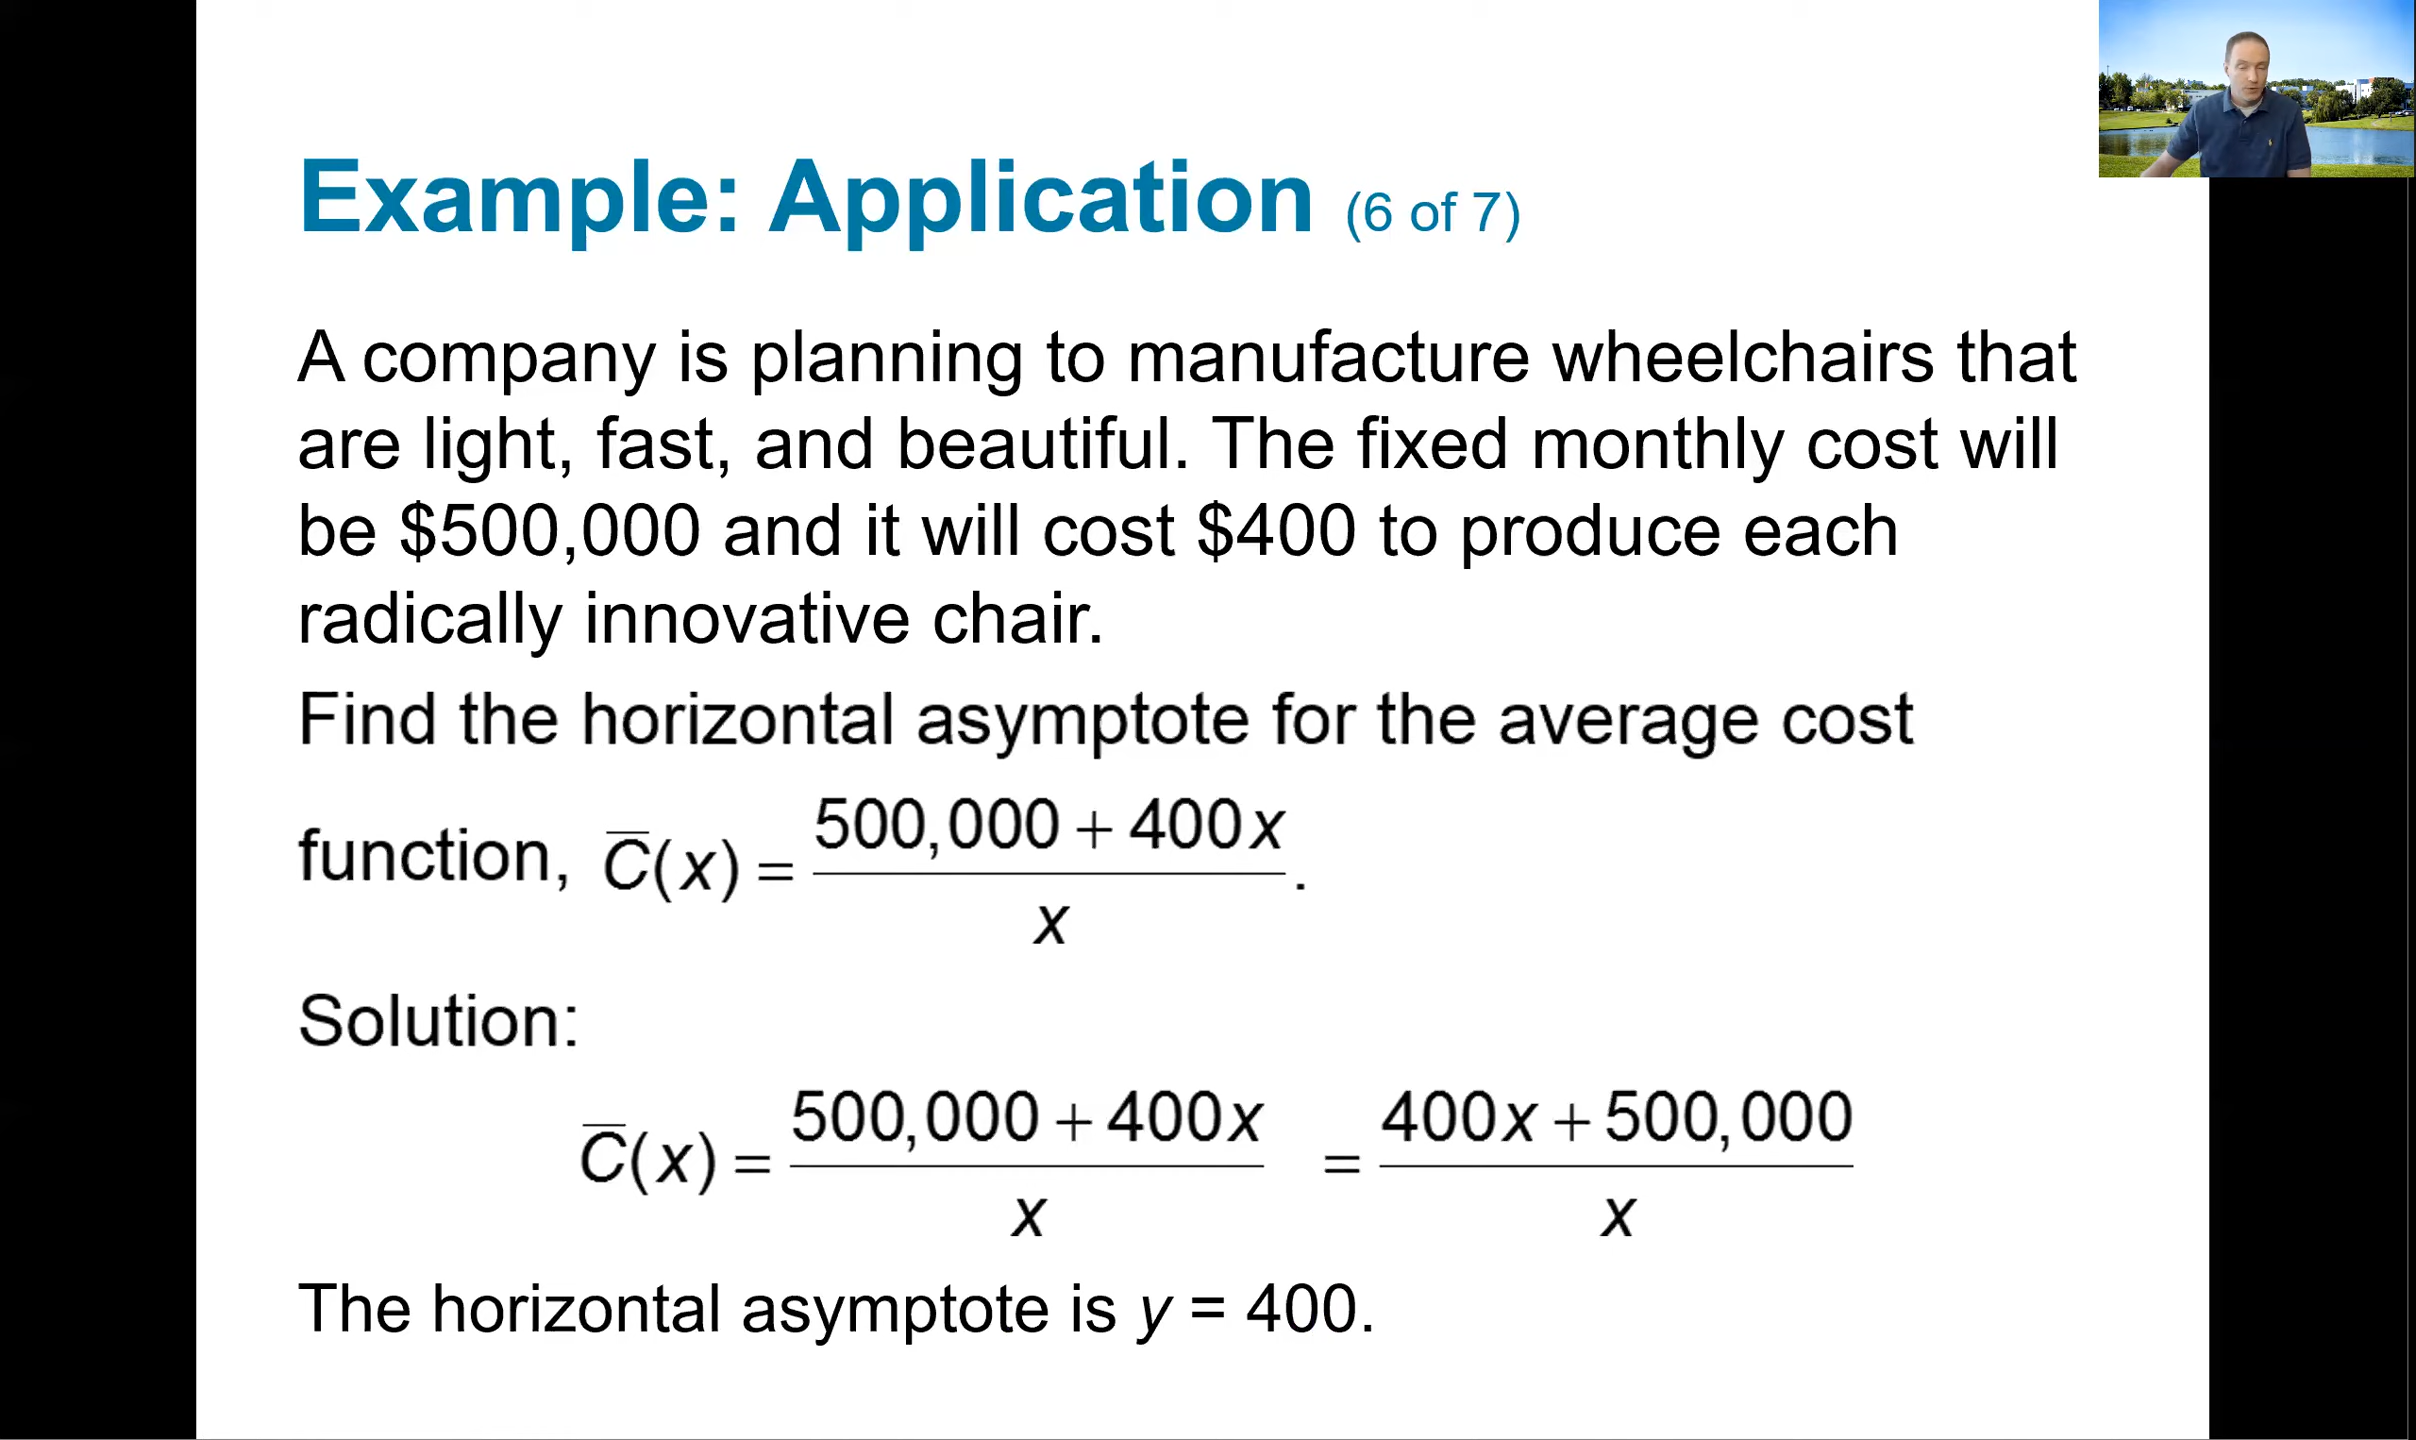 Example: Application (6 of 7)
A company is planning to manufacture wheelchairs that
are light, fast, and beautiful. The fixed monthly cost will
be $500,000 and it will cost $400 to produce each
radically innovative chair.
Find the horizontal asymptote for the average cost
function, C̅(x) = (500,000 + 400x)/x.
Solution:
C̅(x) = (500,000 + 400x)/x = (400x + 500,000)/x
The horizontal asymptote is y = 400.